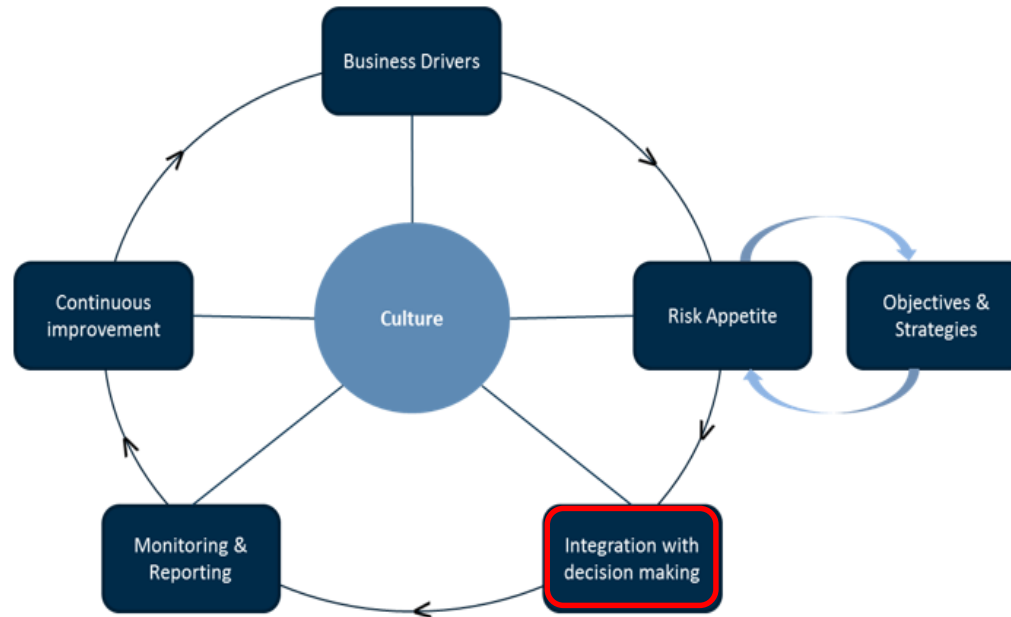 Business Drivers
Continuous
improvement
Culture
Risk Appetite
Objectives &
Strategies
Monitoring &
Reporting
Integration with
decision making